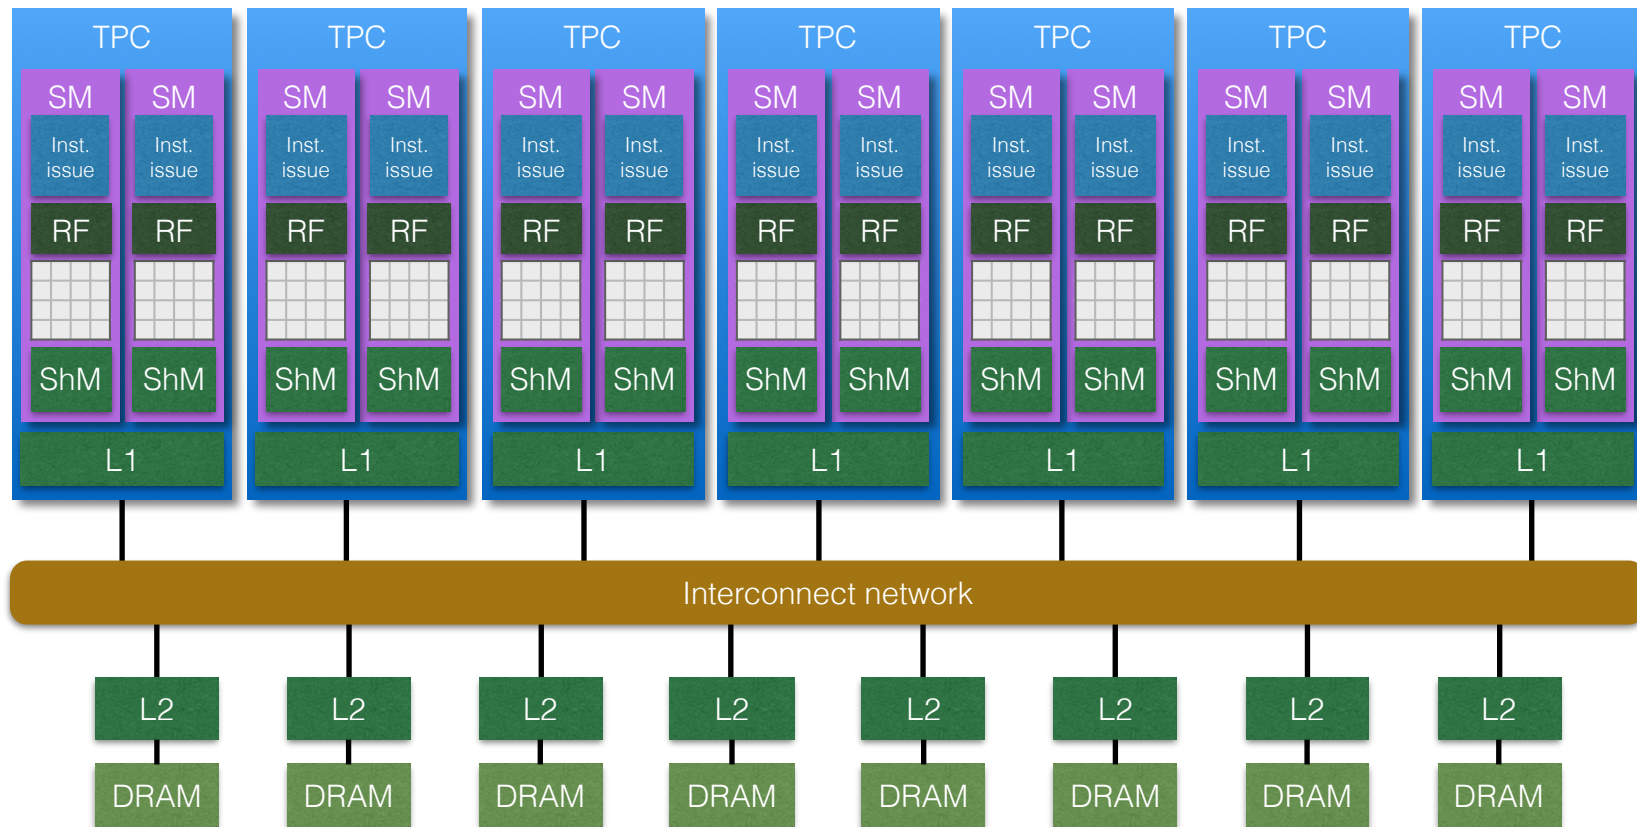 TPC TPC TPC TPC TPC TPC TPC
SM SM SM SM SM SM SM SM SM SM SM SM SM SM
Inst. Inst. Inst. Inst. Inst. Inst. Inst. Inst. Inst. Inst. Inst. Inst. Inst. Inst.
issue issue issue issue issue issue issue issue issue issue issue issue issue issue
RF RF RF RF RF RF RF RF RF RF RF RF RF RF
ShM ShM ShM ShM ShM ShM ShM ShM ShM ShM ShM ShM ShM ShM
L1 L1 L1 L1 L1 L1 L1
Interconnect network
L2 L2 L2 L2 L2 L2 L2 L2
DRAM DRAM DRAM DRAM DRAM DRAM DRAM DRAM